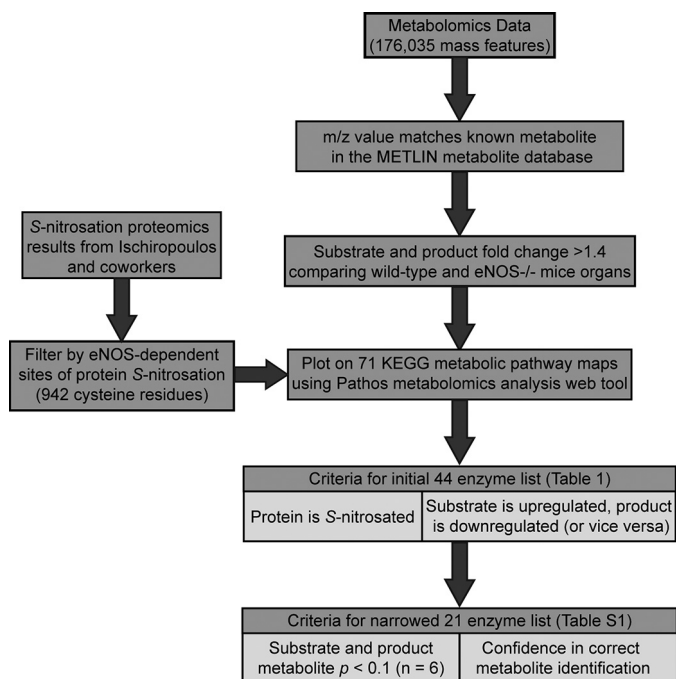 Metabolomics Data
(176,035 mass features)
m/z value matches known metabolite
in the METLIN metabolite database
S-nitrosation proteomics
results from Ischiropoulos
and coworkers
Substrate and product fold change >1.4
comparing wild-type and eNOS-/- mice organs
Filter by eNOS-dependent
sites of protein S-nitrosation
(942 cysteine residues)
Plot on 71 KEGG metabolic pathway maps
using Pathos metabolomics analysis web tool
Criteria for initial 44 enzyme list (Table 1)
Protein is S-nitrosated
Substrate is upregulated, product
is downregulated (or vice versa)
Criteria for narrowed 21 enzyme list (Table S1)
Substrate and product
metabolite p < 0.1 (n = 6)
Confidence in correct
metabolite identification